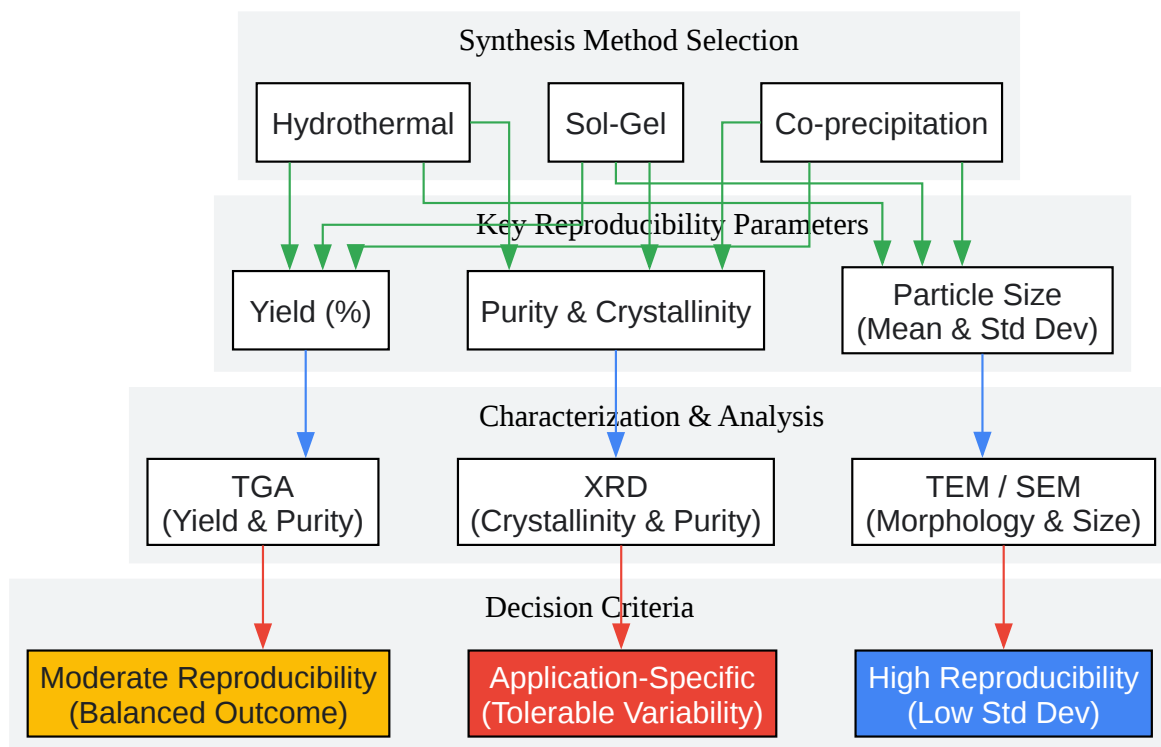 Synthesis Method Selection
Hydrothermal
Sol-Gel
Co-precipitation
Key Reproducibility Parameters
Yield (%)
Purity & Crystallinity
Particle Size
(Mean & Std Dev)
Characterization & Analysis
TGA
(Yield & Purity)
XRD
(Crystallinity & Purity)
TEM / SEM
(Morphology & Size)
Decision Criteria
Moderate Reproducibility
(Balanced Outcome)
Application-Specific
(Tolerable Variability)
High Reproducibility
(Low Std Dev)